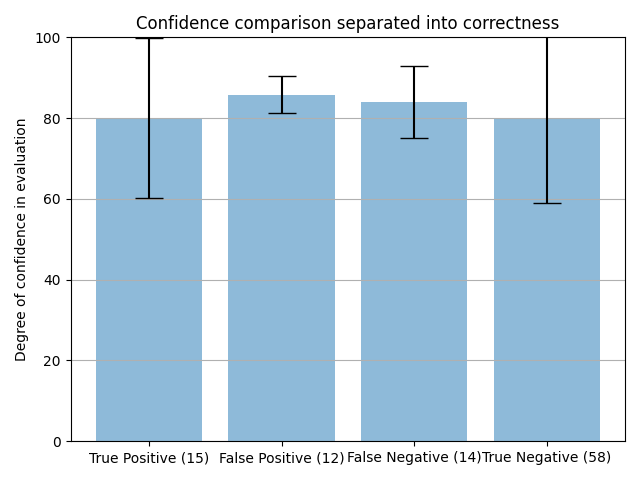 Confidence comparison separated into correctness
Degree of confidence in evaluation
100
80
60
40
20
0
True Positive (15)
False Positive (12)
False Negative (14)
True Negative (58)